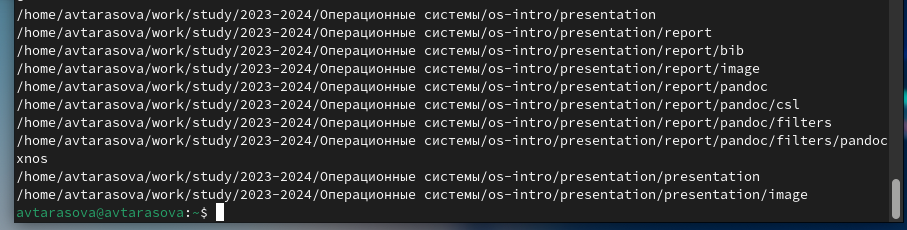 /home/avtarasova/work/study/2023-2024/Операционные системы/os-intro/presentation
/home/avtarasova/work/study/2023-2024/Операционные системы/os-intro/presentation/report
/home/avtarasova/work/study/2023-2024/Операционные системы/os-intro/presentation/report/bib
/home/avtarasova/work/study/2023-2024/Операционные системы/os-intro/presentation/report/image
/home/avtarasova/work/study/2023-2024/Операционные системы/os-intro/presentation/report/pandoc
/home/avtarasova/work/study/2023-2024/Операционные системы/os-intro/presentation/report/pandoc/csl
/home/avtarasova/work/study/2023-2024/Операционные системы/os-intro/presentation/report/pandoc/filters
/home/avtarasova/work/study/2023-2024/Операционные системы/os-intro/presentation/report/pandoc/filters/pandoc
xnos
/home/avtarasova/work/study/2023-2024/Операционные системы/os-intro/presentation/presentation
/home/avtarasova/work/study/2023-2024/Операционные системы/os-intro/presentation/presentation/image
avtarasova@avtarasova:~$